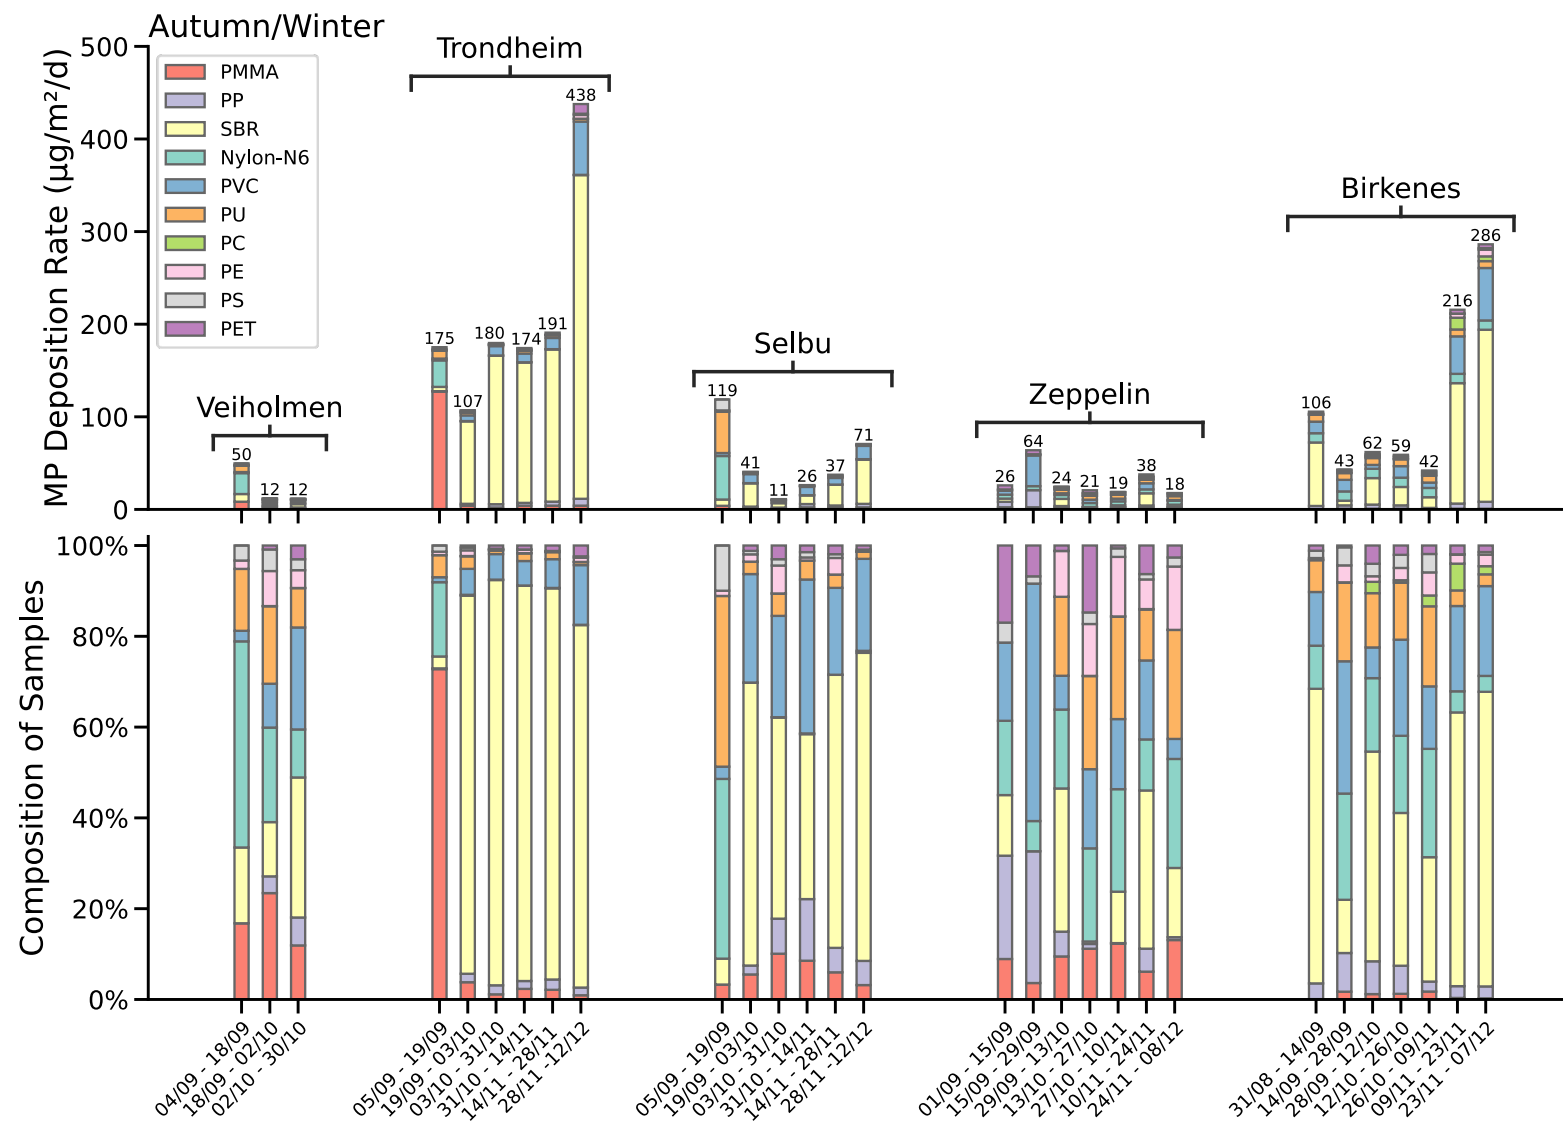 Autumn/Winter
MP Deposition Rate (µg/m²/d)
500
400
300
200
100
0
PMMA
PP
SBR
Nylon-N6
PVC
PU
PC
PE
PS
PET
Veiholmen
50
12
12
Trondheim
175
107
180
174
191
438
Selbu
119
41
11
26
37
71
Zeppelin
26
64
24
21
19
38
18
Birkenes
106
43
62
59
42
216
286
Composition of Samples
100%
80%
60%
40%
20%
0%
04/09 - 18/09
18/09 - 02/10
02/10 - 30/10
05/09 - 19/09
19/09 - 03/10
03/10 - 31/10
31/10 - 14/11
14/11 - 28/11
28/11 -12/12
05/09 - 19/09
19/09 - 03/10
03/10 - 31/10
31/10 - 14/11
14/11 - 28/11
28/11 -12/12
01/09 - 15/09
15/09 - 29/09
29/09 - 13/10
13/10 - 27/10
27/10 - 10/11
10/11 - 24/11
24/11 - 08/12
31/08 - 14/09
14/09 - 28/09
28/09 - 12/10
12/10 - 26/10
26/10 - 09/11
09/11 - 23/11
23/11 - 07/12